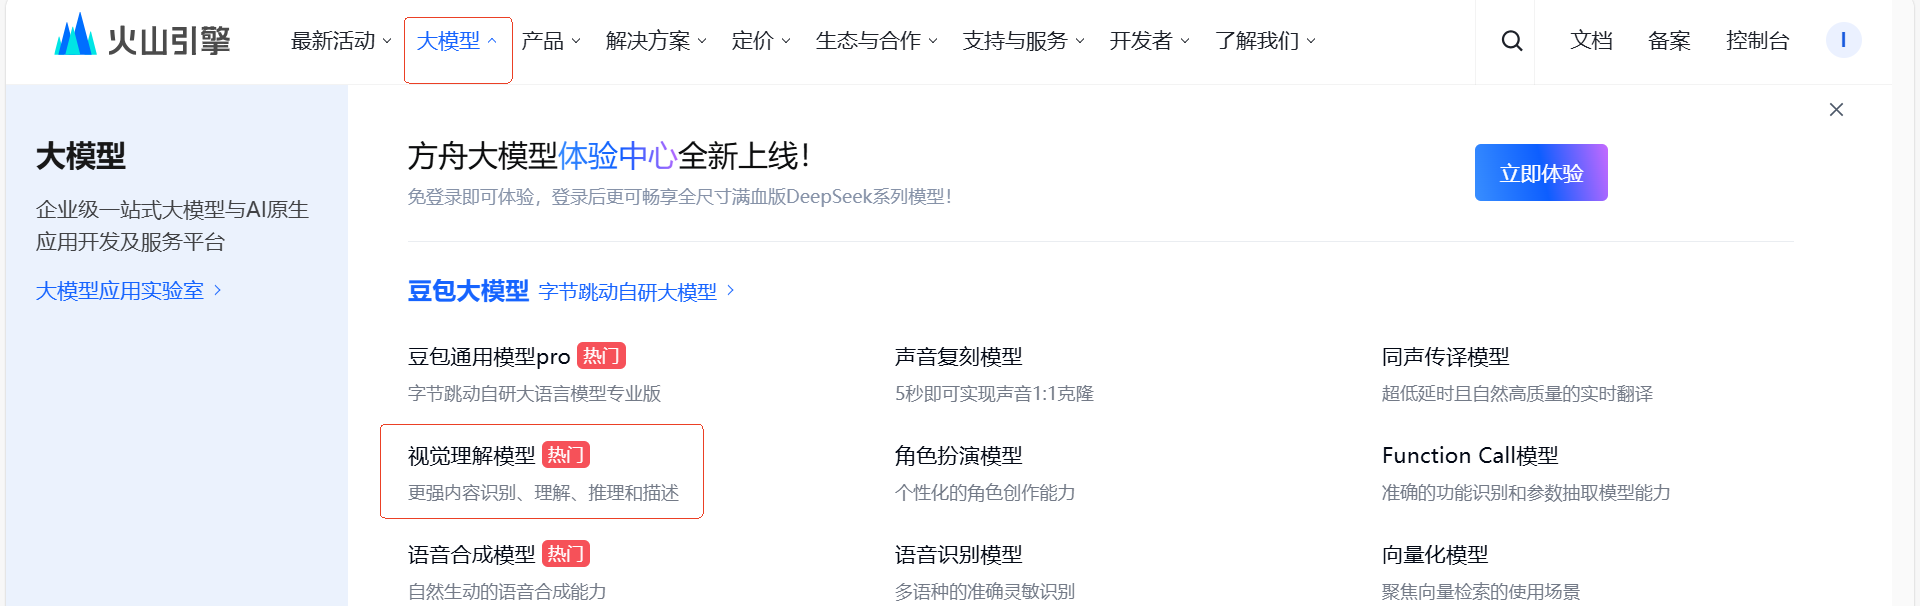 火山引擎 最新活动 大模型 产品 解决方案 定价 生态与合作 支持与服务 开发者 了解我们 文档 备案 控制台 I
大模型
企业级一站式大模型与AI原生
应用开发及服务平台
大模型应用实验室
方舟大模型体验中心全新上线！
免登录即可体验，登录后更可畅享全尺寸满血版DeepSeek系列模型！
立即体验
豆包大模型 字节跳动自研大模型
豆包通用模型pro 热门
字节跳动自研大语言模型专业版
声音复刻模型
5秒即可实现声音1:1克隆
同声传译模型
超低延时且自然高质量的实时翻译
视觉理解模型 热门
更强内容识别、理解、推理和描述
角色扮演模型
个性化的角色创作能力
Function Call模型
准确的功能识别和参数抽取模型能力
语音合成模型 热门
自然生动的语音合成能力
语音识别模型
多语种的准确灵敏识别
向量化模型
聚焦向量检索的使用场景